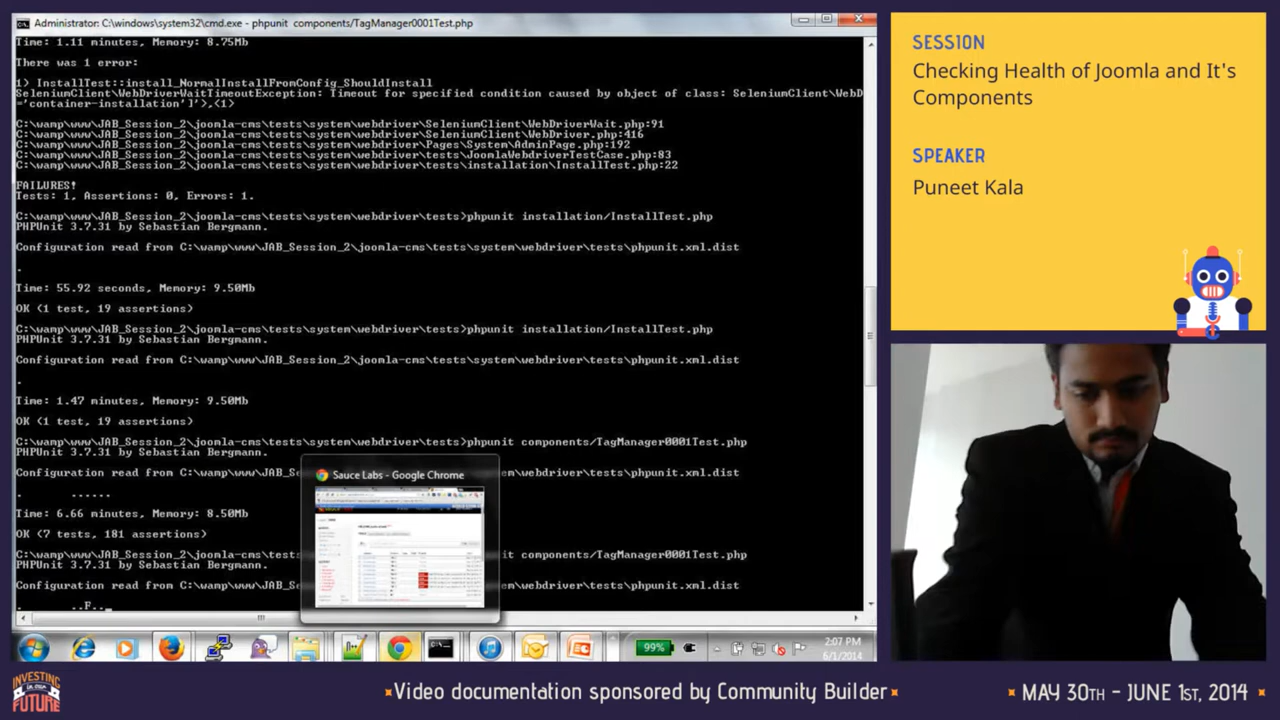 Administrator: C:\windows\system32\cmd.exe - phpunit components/TagManager0001Test.php
Time: 1.11 minutes, Memory: 8.75Mb
There was 1 error:
1) InstallTest::install_NormalInstallFromConfig_ShouldInstall
SeleniumClient\WebDriverWaitTimeoutException: Timeout for specified condition caused by object of class: SeleniumClient\WebD
='container-installation']'>,<1>
C:\wamp\www\JAB_Session_2\joomla-cms\tests\system\webdriver\SeleniumClient\WebDriverWait.php:91
C:\wamp\www\JAB_Session_2\joomla-cms\tests\system\webdriver\SeleniumClient\WebDriver.php:416
C:\wamp\www\JAB_Session_2\joomla-cms\tests\system\webdriver\Pages\System\AdminPage.php:192
C:\wamp\www\JAB_Session_2\joomla-cms\tests\system\webdriver\tests\JoomlaWebdriverTestCase.php:83
C:\wamp\www\JAB_Session_2\joomla-cms\tests\system\webdriver\tests\installation\InstallTest.php:22
FAILURES!
Tests: 1, Assertions: 0, Errors: 1.
C:\wamp\www\JAB_Session_2\joomla-cms\tests\system\webdriver\tests>phpunit installation/InstallTest.php
PHPUnit 3.7.31 by Sebastian Bergmann.
Configuration read from C:\wamp\www\JAB_Session_2\joomla-cms\tests\system\webdriver\tests\phpunit.xml.dist
.
Time: 55.92 seconds, Memory: 9.50Mb
OK (1 test, 19 assertions)
C:\wamp\www\JAB_Session_2\joomla-cms\tests\system\webdriver\tests>phpunit installation/InstallTest.php
PHPUnit 3.7.31 by Sebastian Bergmann.
Configuration read from C:\wamp\www\JAB_Session_2\joomla-cms\tests\system\webdriver\tests\phpunit.xml.dist
.
Time: 1.47 minutes, Memory: 9.50Mb
OK (1 test, 19 assertions)
C:\wamp\www\JAB_Session_2\joomla-cms\tests\system\webdriver\tests>phpunit components/TagManager0001Test.php
PHPUnit 3.7.31 by Sebastian Bergmann.
Configuration read from C:\wamp\www\JAB_Se m\webdriver\tests\phpunit.xml.dist
. ......
Time: 6.66 minutes, Memory: 8.50Mb
OK (7 tests, 181 assertions)
C:\wamp\www\JAB_Session_2\joomla-cms\tests it components/TagManager0001Test.php
PHPUnit 3.7.31 by Sebastian Bergmann.
Configuration read from C:\wamp\www\JAB_Se m\webdriver\tests\phpunit.xml.dist
. ..F.._
Sauce Labs - Google Chrome
99%
2:07 PM
6/1/2014
SESSION
Checking Health of Joomla and It's
Components
SPEAKER
Puneet Kala
INVESTING
IN OUR
FUTURE
Video documentation sponsored by Community Builder
MAY 30TH - JUNE 1ST, 2014